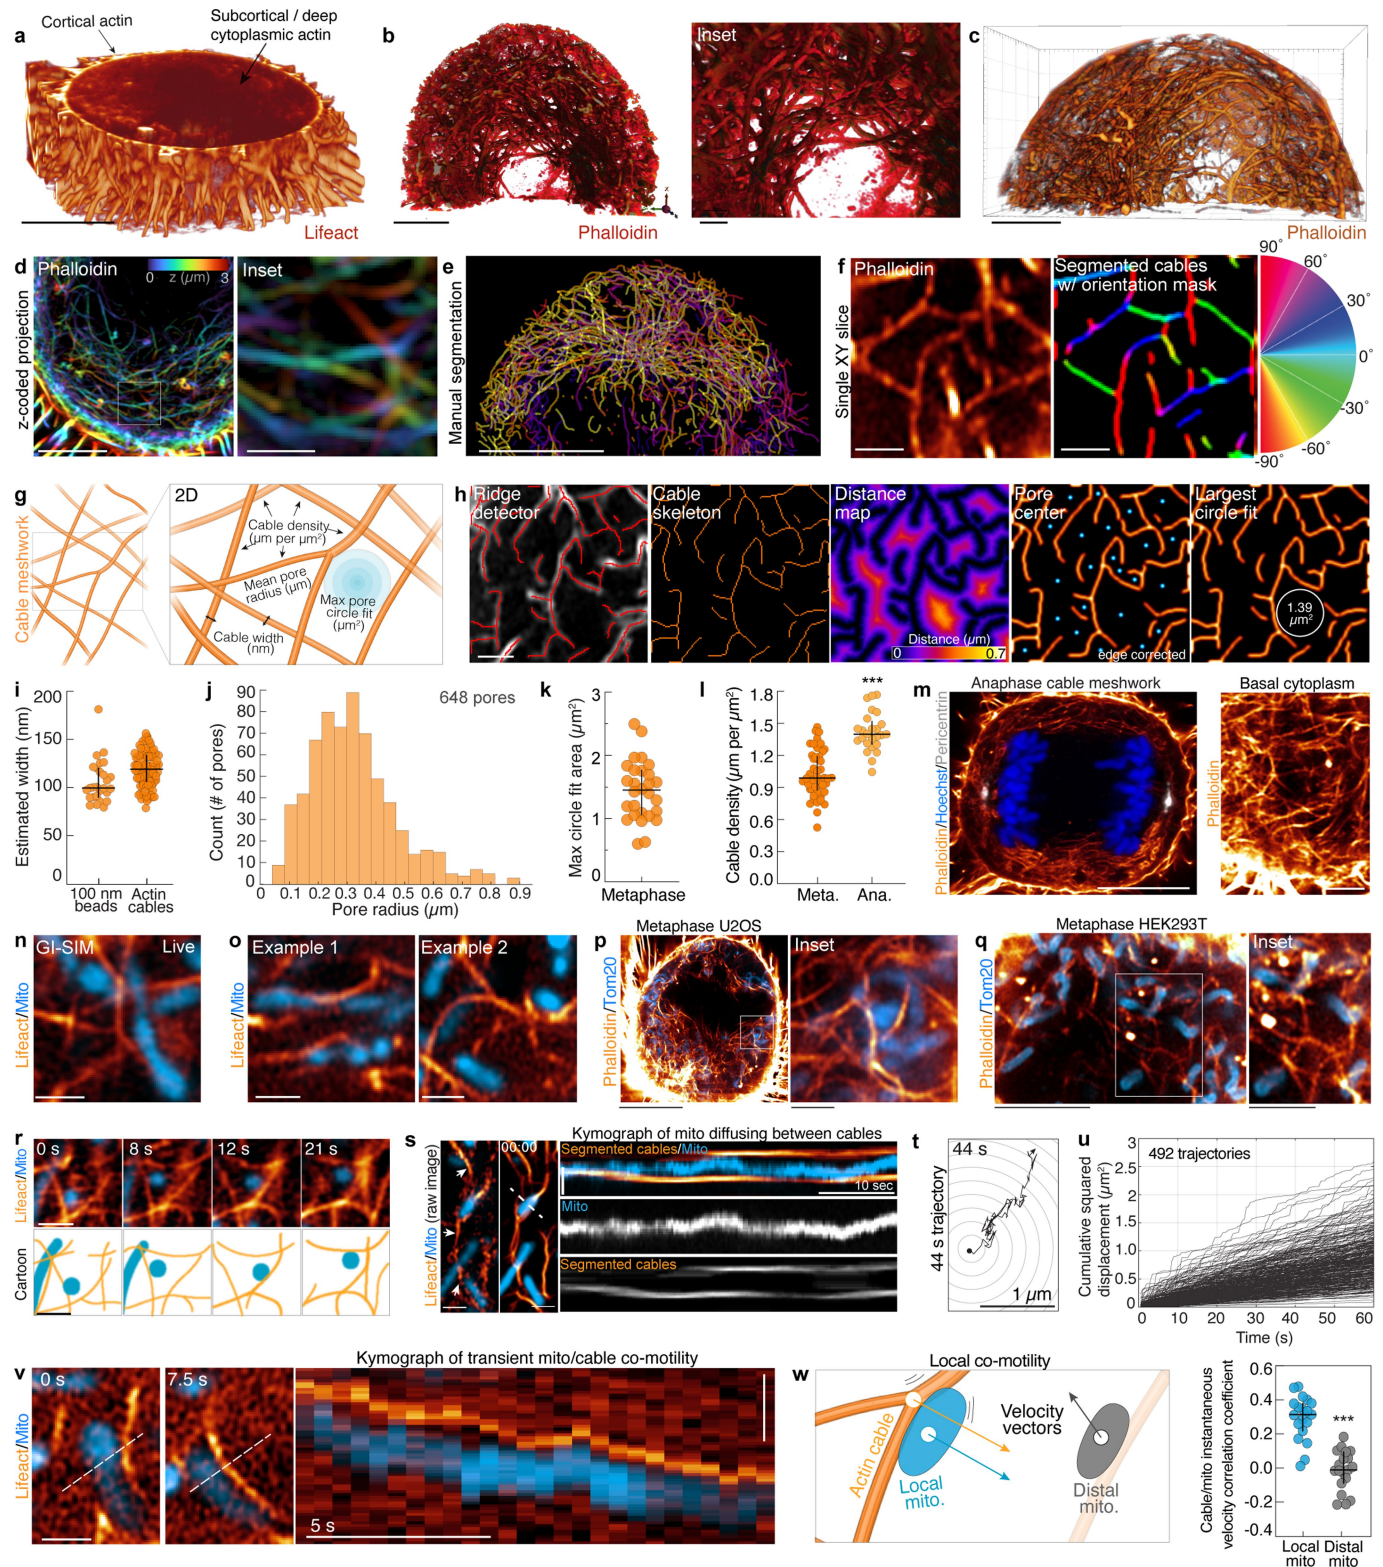 a
Cortical actin
Subcortical / deep
cytoplasmic actin
Lifeact
b
Phalloidin
Inset
c
Phalloidin
d
z-coded projection
Phalloidin
0 z (µm) 3
Inset
e
Manual segmentation
f
Single XY slice
Phalloidin
Segmented cables
w/ orientation mask
90°
60°
30°
0°
-30°
-60°
-90°
g
Cable meshwork
2D
Cable density
(µm per µm²)
Mean pore
radius (µm)
Max pore
circle fit
(µm²)
Cable width
(nm)
h
Ridge
detector
Cable
skeleton
Distance
map
Distance (µm)
0 0.7
Pore
center
edge corrected
Largest
circle fit
1.39
µm²
i
Estimated width (nm)
200
150
100
50
0
100 nm
beads
Actin
cables
j
Count (# of pores)
90
80
70
60
50
40
30
20
10
0
648 pores
0 0.1 0.2 0.3 0.4 0.5 0.6 0.7 0.8 0.9
Pore radius (µm)
k
Max circle fit area (µm²)
3
2
1
0
Metaphase
l
Cable density (µm per µm²)
1.8
1.5
1.2
0.9
0.6
0.3
0.0
***
Meta. Ana.
m
Anaphase cable meshwork
Phalloidin/Hoechst/Pericentrin
Basal cytoplasm
Phalloidin
n
Lifeact/Mito
GI-SIM
Live
o
Lifeact/Mito
Example 1
Example 2
p
Metaphase U2OS
Phalloidin/Tom20
Inset
q
Metaphase HEK293T
Phalloidin/Tom20
Inset
r
Lifeact/Mito
0 s
8 s
12 s
21 s
Cartoon
s
Lifeact/Mito (raw image)
00:00
Kymograph of mito diffusing between cables
Segmented cables/Mito
10 sec
Mito
Segmented cables
t
44 s trajectory
44 s
1 µm
u
Cumulative squared
displacement (µm²)
3
2.5
2
1.5
1.0
0.5
0
492 trajectories
0 10 20 30 40 50 60
Time (s)
v
Lifeact/Mito
0 s
7.5 s
Kymograph of transient mito/cable co-motility
5 s
w
Local co-motility
Actin cable
Local
mito.
Velocity
vectors
Distal
mito.
Cable/mito instantaneous
velocity correlation coefficient
0.6
0.4
0.2
0.0
-0.2
-0.4
***
Local
mito
Distal
mito